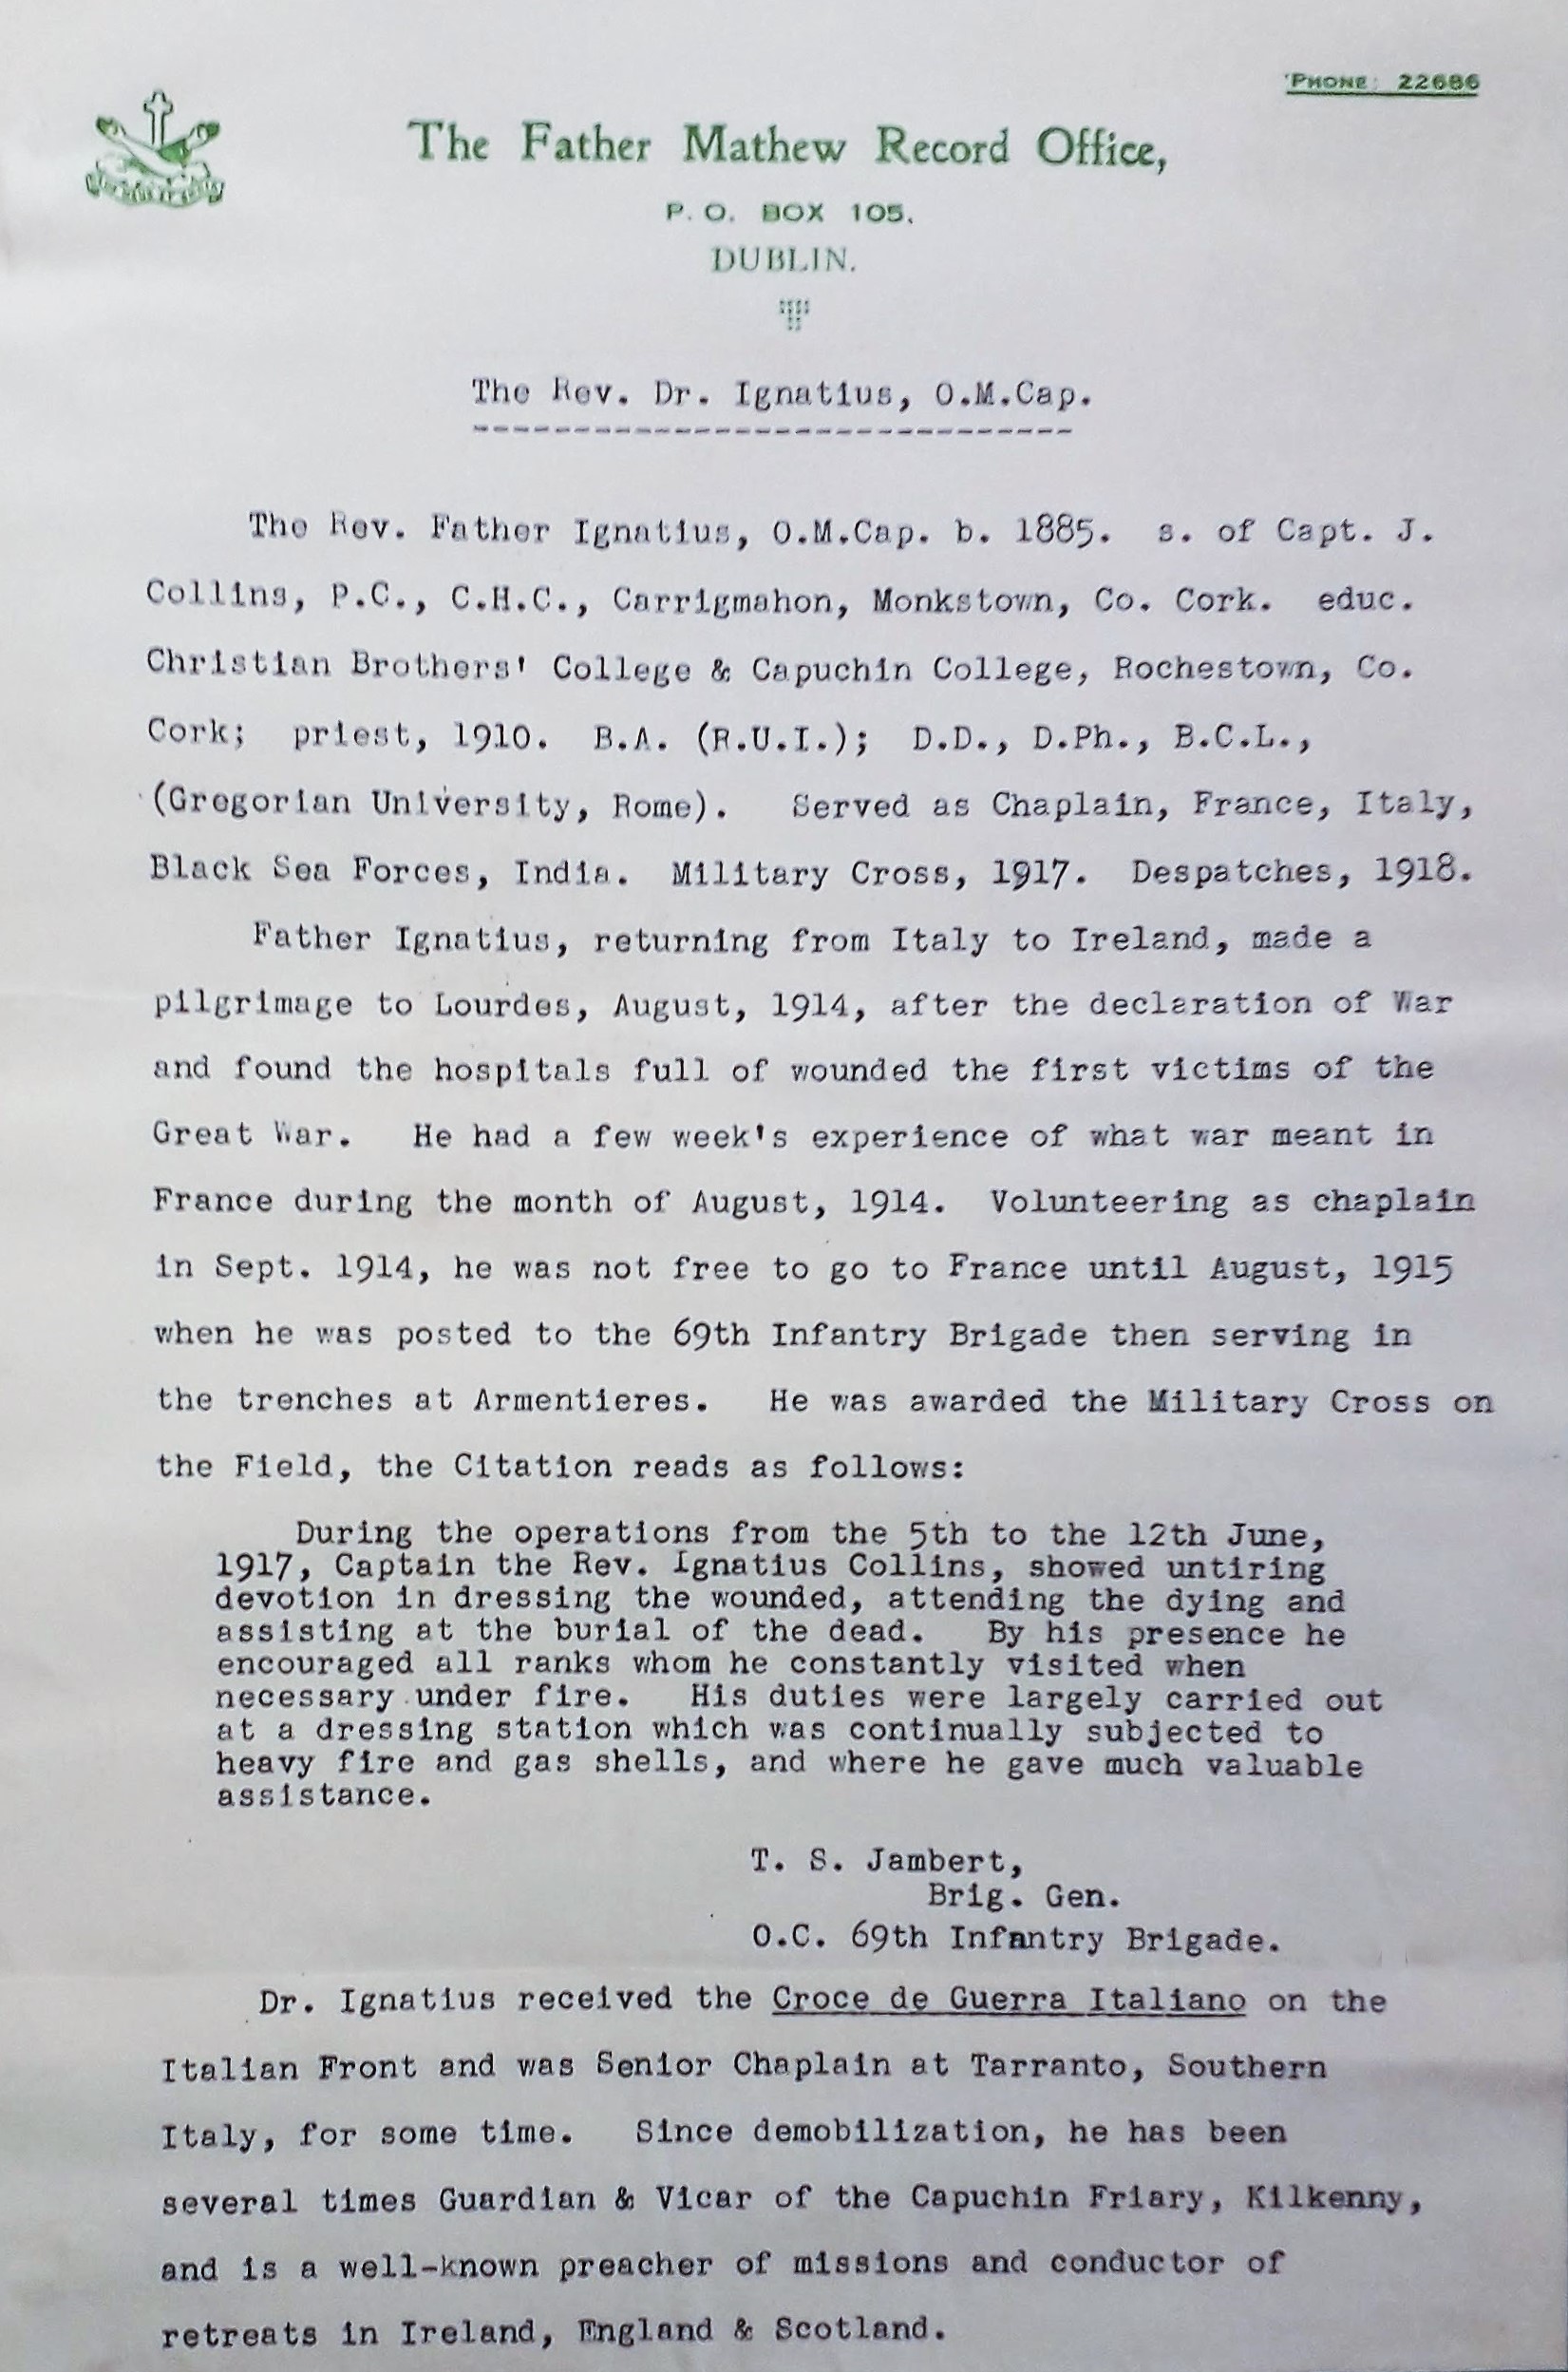 'PHONE: 22686
The Father Mathew Record Office,
P. O. BOX 105.
DUBLIN.
The Rev. Dr. Ignatius, O.M.Cap.
The Rev. Father Ignatius, O.M.Cap. b. 1885. s. of Capt. J.
Collins, P.C., C.H.C., Carrigmahon, Monkstown, Co. Cork. educ.
Christian Brothers' College & Capuchin College, Rochestown, Co.
Cork; priest, 1910. B.A. (R.U.I.); D.D., D.Ph., B.C.L.,
(Gregorian University, Rome). Served as Chaplain, France, Italy,
Black Sea Forces, India. Military Cross, 1917. Despatches, 1918.
Father Ignatius, returning from Italy to Ireland, made a
pilgrimage to Lourdes, August, 1914, after the declaration of War
and found the hospitals full of wounded the first victims of the
Great War. He had a few week's experience of what war meant in
France during the month of August, 1914. Volunteering as chaplain
in Sept. 1914, he was not free to go to France until August, 1915
when he was posted to the 69th Infantry Brigade then serving in
the trenches at Armentieres. He was awarded the Military Cross on
the Field, the Citation reads as follows:
During the operations from the 5th to the 12th June,
1917, Captain the Rev. Ignatius Collins, showed untiring
devotion in dressing the wounded, attending the dying and
assisting at the burial of the dead. By his presence he
encouraged all ranks whom he constantly visited when
necessary under fire. His duties were largely carried out
at a dressing station which was continually subjected to
heavy fire and gas shells, and where he gave much valuable
assistance.
T. S. Jambert,
Brig. Gen.
O.C. 69th Infantry Brigade.
Dr. Ignatius received the Croce de Guerra Italiano on the
Italian Front and was Senior Chaplain at Tarranto, Southern
Italy, for some time. Since demobilization, he has been
several times Guardian & Vicar of the Capuchin Friary, Kilkenny,
and is a well-known preacher of missions and conductor of
retreats in Ireland, England & Scotland.